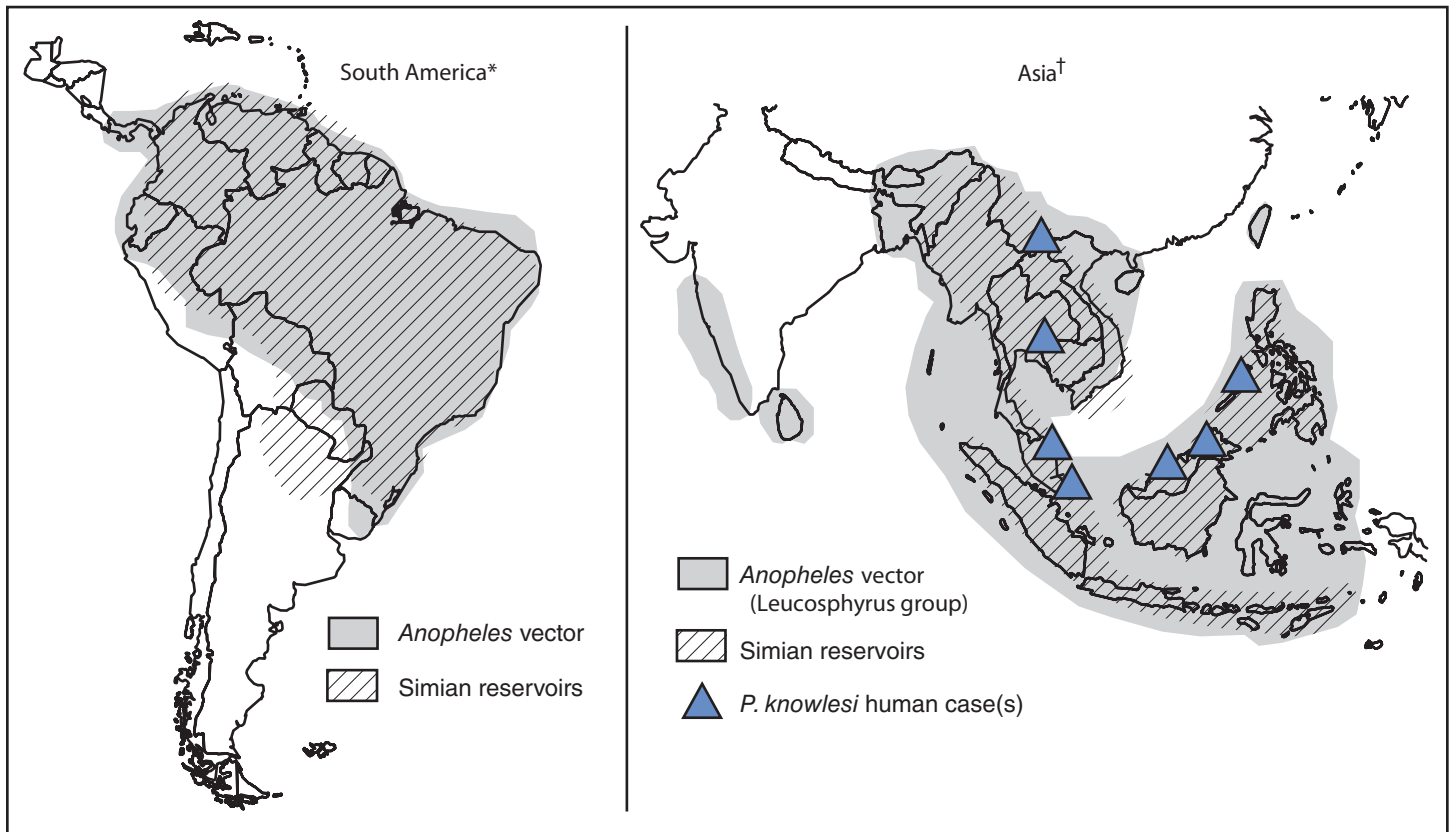 South America*
Anopheles vector
Simian reservoirs
Asia†
Anopheles vector
(Leucosphyrus group)
Simian reservoirs
P. knowlesi human case(s)